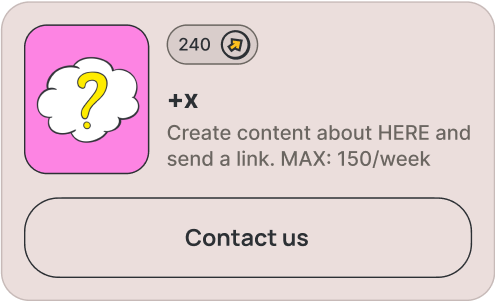 240
?
+x
Create content about HERE and
send a link. MAX: 150/week
Contact us